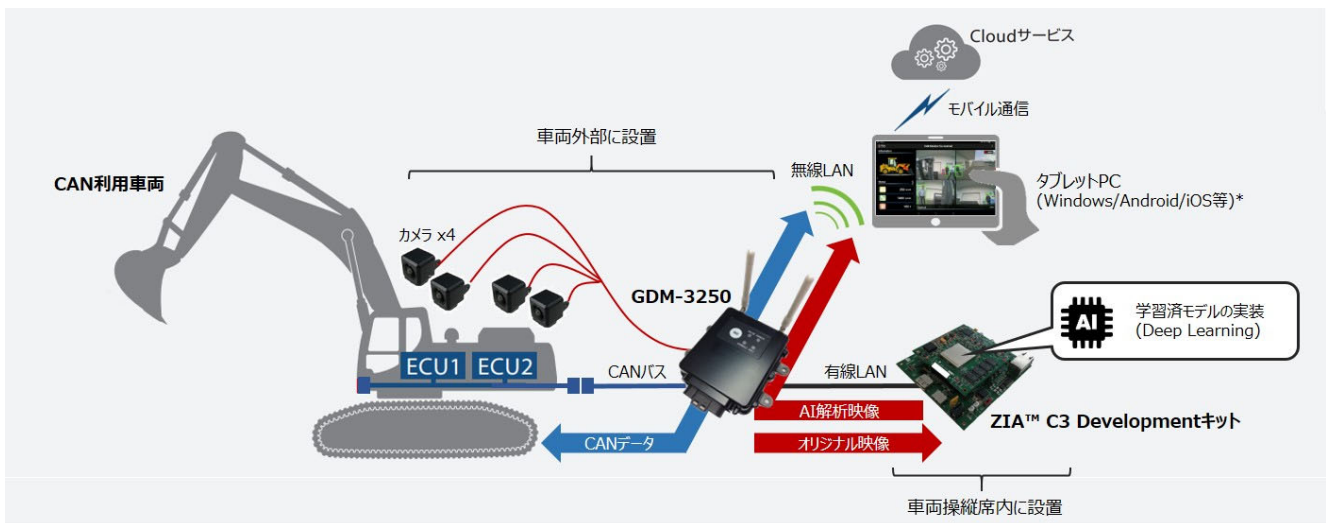 Cloudサービス
モバイル通信
車両外部に設置
無線LAN
CAN利用車両
タブレットPC
(Windows/Android/iOS等)*
カメラ x4
GDM-3250
AI
学習済モデルの実装
(Deep Learning)
ECU1
ECU2
CANバス
有線LAN
AI解析映像
ZIA™ C3 Developmentキット
CANデータ
オリジナル映像
車両操縦席内に設置